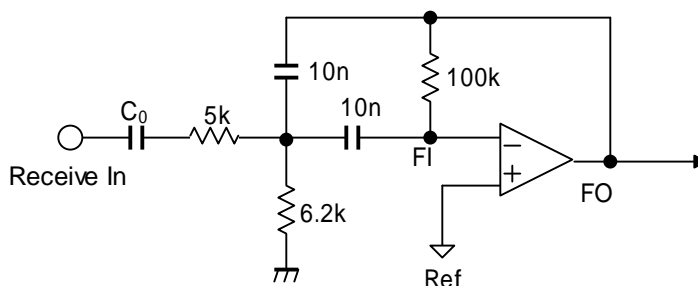 10n
100k
10n
C₀
5k
FI
Receive In
FO
6.2k
Ref